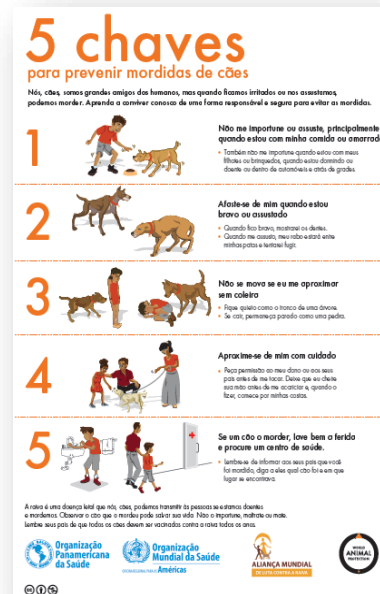 5 chaves
para prevenir mordidas de cães
Nós, cães, somos grandes amigos dos humanos, mas quando ficamos irritados ou nos assustamos,
podemos morder. Aprenda a conviver conosco de uma forma responsável e segura para evitar as mordidas.
1
Não me importune ou assuste, principalmente
quando estou com minha comida ou amarrado
• Também não me importune quando estou com meus
filhotes ou brinquedos, quando estou dormindo ou
doente ou dentro de automóveis e atrás de grades.
2
Afaste-se de mim quando estou
bravo ou assustado
• Quando fico bravo, mostrarei os dentes.
• Quando me assusto, meu rabo estará entre
minhas patas e tentarei fugir.
3
Não se mova se eu me aproximar
sem coleira
• Fique quieto como o tronco de uma árvore.
• Se cair, permaneça parado como uma pedra.
4
Aproxime-se de mim com cuidado
• Peça permissão ao meu dono ou aos seus
pais antes de me tocar. Deixe que eu cheire
sua mão antes de me acariciar e, quando o
fizer, comece por minhas costas.
5
Se um cão o morder, lave bem a ferida
e procure um centro de saúde.
• Lembre-se de informar aos seus pais que você
foi mordido, diga a eles qual cão foi e em que
lugar se encontrava.
A raiva é uma doença letal que nós, cães, podemos transmitir às pessoas se estamos doentes
e mordemos. Observar o cão que o mordeu pode salvar sua vida. Não o importune, maltrate ou mate.
Lembre seus pais de que todos os cães devem ser vacinados contra a raiva todos os anos.
Organização
Panamericana
da Saúde
Organização
Mundial da Saúde
Américas
ALIANÇA MUNDIAL
WORLD
ANIMAL
PROTECTION